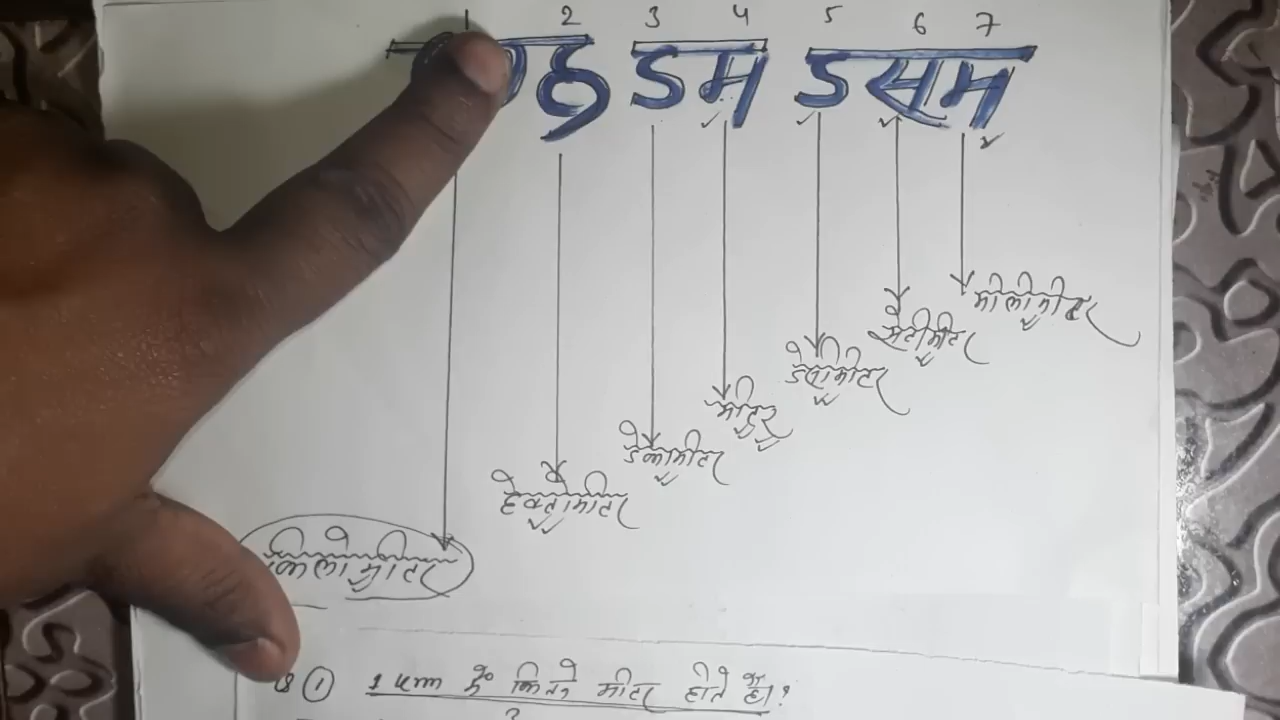 1 2 3 4 5 6 7
ह डम डसम
मीलीमीटर
सेंटीमीटर
डेसीमीटर
मीटर
डेकामीटर
हेक्टोमीटर
किलोमीटर
① 1 km में कितने मीटर होते है?